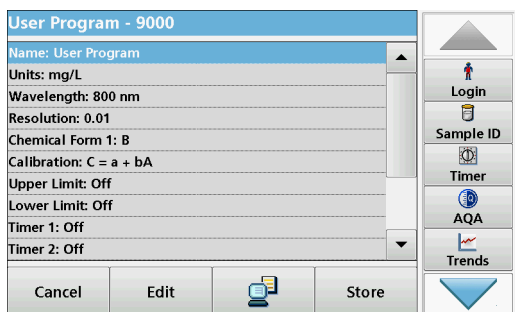 User Program - 9000
Name: User Program
Units: mg/L
Wavelength: 800 nm
Resolution: 0.01
Chemical Form 1: B
Calibration: C = a + bA
Upper Limit: Off
Lower Limit: Off
Timer 1: Off
Timer 2: Off
Cancel
Edit
Store
Login
Sample ID
Timer
AQA
Trends